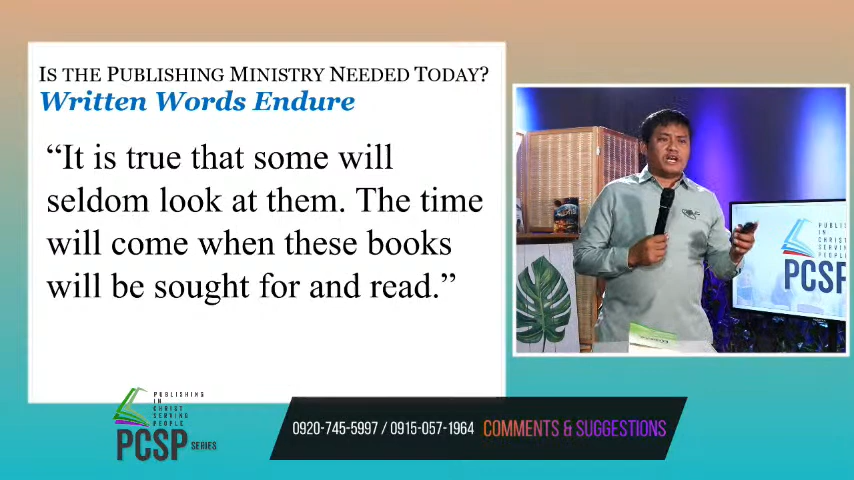 IS THE PUBLISHING MINISTRY NEEDED TODAY?
Written Words Endure
“It is true that some will
seldom look at them. The time
will come when these books
will be sought for and read.”
PUBLISHING
IN
CHRIST
SERVING
PEOPLE
PCSP
PUBLISHING
IN
CHRIST
SERVING
PEOPLE
PCSP SERIES
0920-745-5997 / 0915-057-1964 COMMENTS & SUGGESTIONS